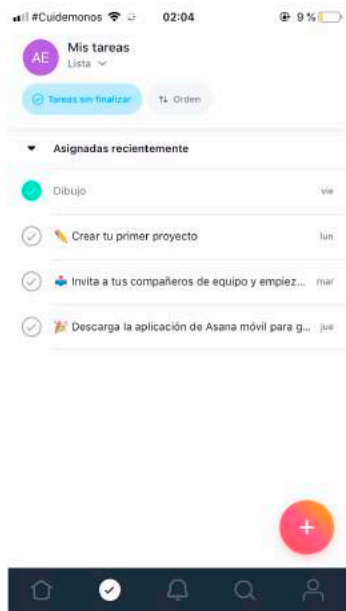 #Cuidemonos 02:04 9 %
AE Mis tareas
Lista
Tareas sin finalizar Orden
Asignadas recientemente
Dibujo vie
Crear tu primer proyecto lun
Invita a tus compañeros de equipo y empiez... mar
Descarga la aplicación de Asana móvil para g... jue